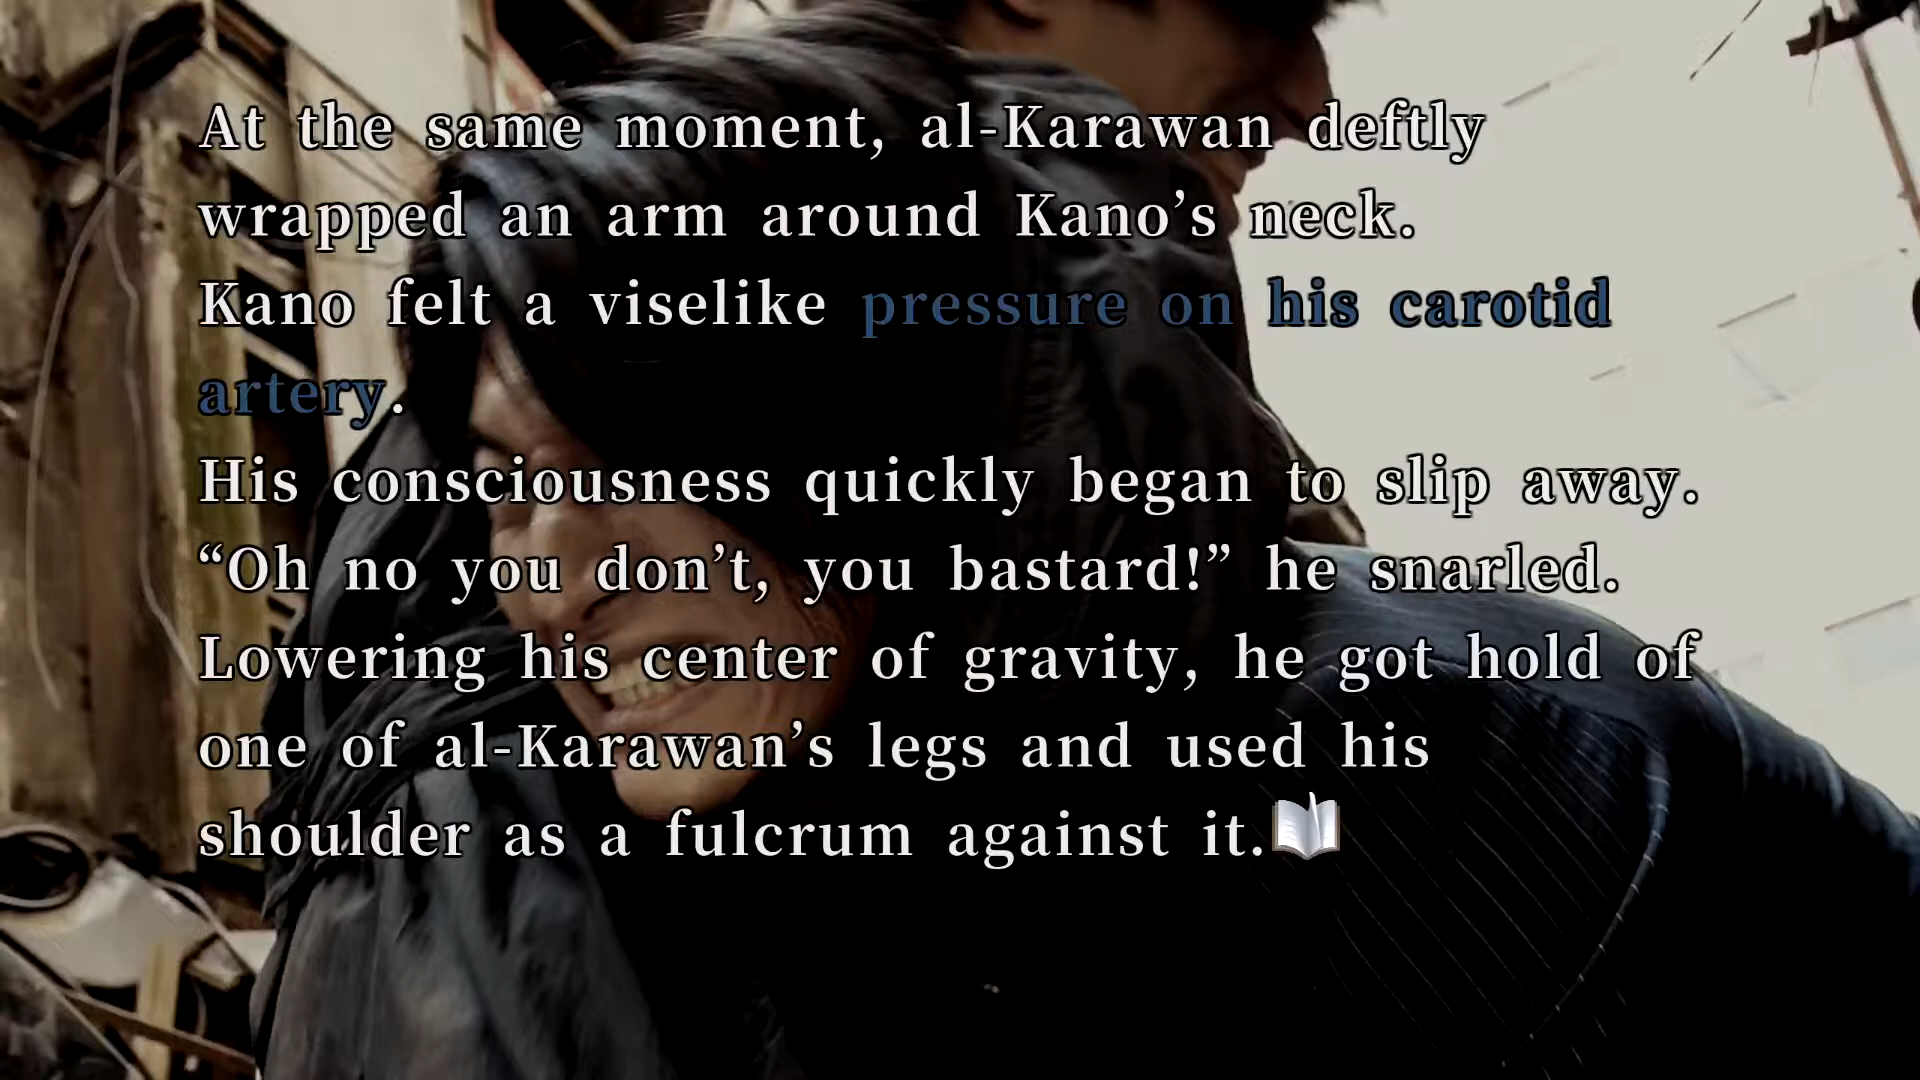 At the same moment, al-Karawan deftly
wrapped an arm around Kano’s neck.
Kano felt a viselike pressure on his carotid
artery.
His consciousness quickly began to slip away.
“Oh no you don’t, you bastard!” he snarled.
Lowering his center of gravity, he got hold of
one of al-Karawan’s legs and used his
shoulder as a fulcrum against it.